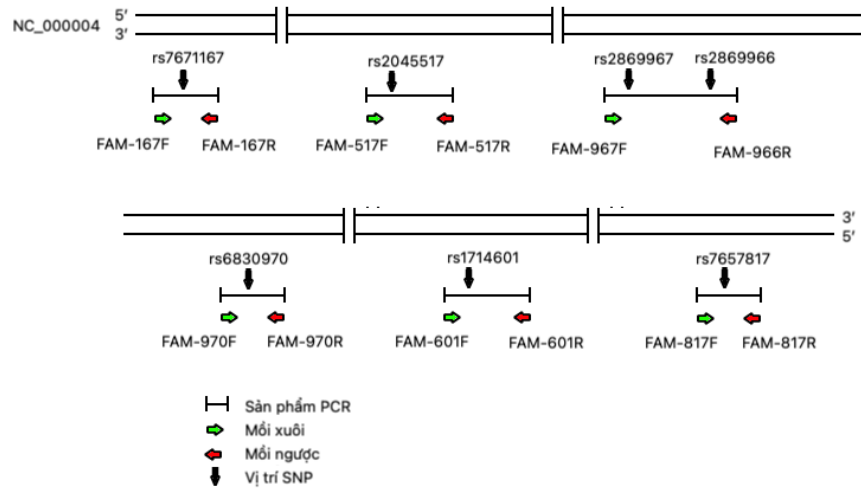 NC_000004
5′
3′
rs7671167 rs2045517 rs2869967 rs2869966
FAM-167F FAM-167R FAM-517F FAM-517R FAM-967F FAM-966R
3′
5′
rs6830970 rs1714601 rs7657817
FAM-970F FAM-970R FAM-601F FAM-601R FAM-817F FAM-817R
Sản phẩm PCR
Mồi xuôi
Mồi ngược
Vị trí SNP